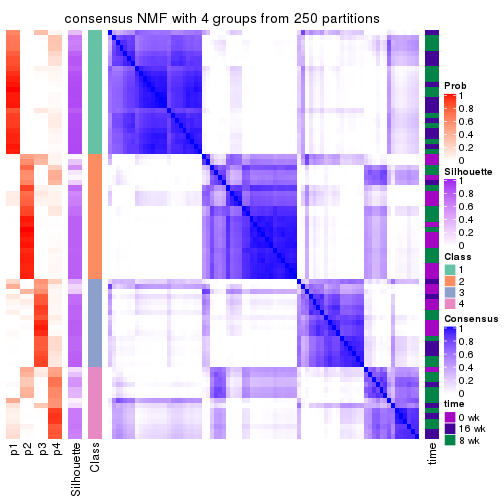 consensus NMF with 4 groups from 250 partitions
Prob
1
0.8
0.6
0.4
0.2
0
Silhouette
1
0.8
0.6
0.4
0.2
0
Class
1
2
3
4
Consensus
1
0.8
0.6
0.4
0.2
0
time
0 wk
16 wk
8 wk
p1
p2
p3
p4
Silhouette
Class
time